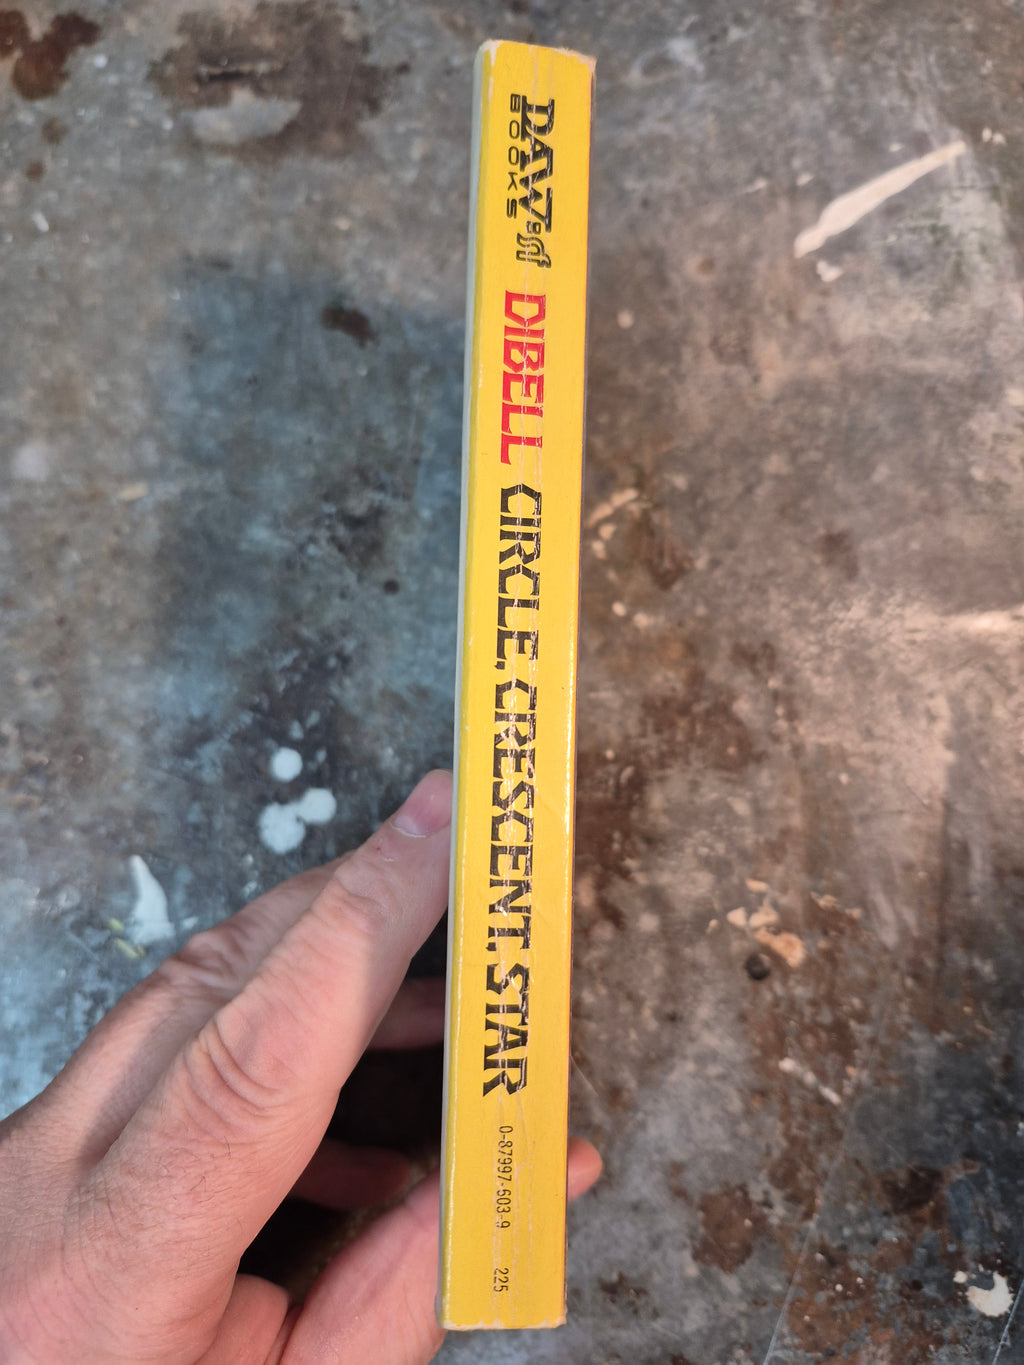 DAW
BOOKS
DIBELL
CIRCLE, CRESCENT, STAR
0-87997-603-9
225